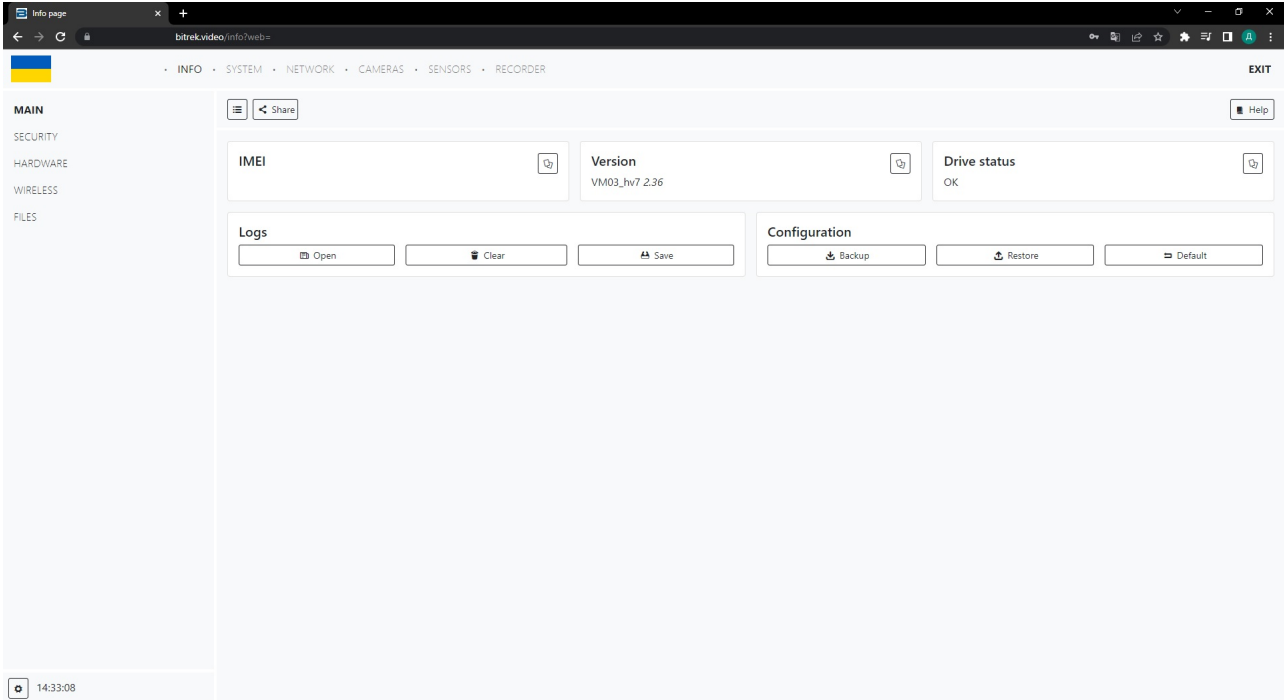 Info page
bitrek.video/info?web=
Д
· INFO · SYSTEM · NETWORK · CAMERAS · SENSORS · RECORDER
EXIT
MAIN
SECURITY
HARDWARE
WIRELESS
FILES
Share
Help
IMEI
Version
VM03_hv7 2.36
Drive status
OK
Logs
Open
Clear
Save
Configuration
Backup
Restore
Default
14:33:08